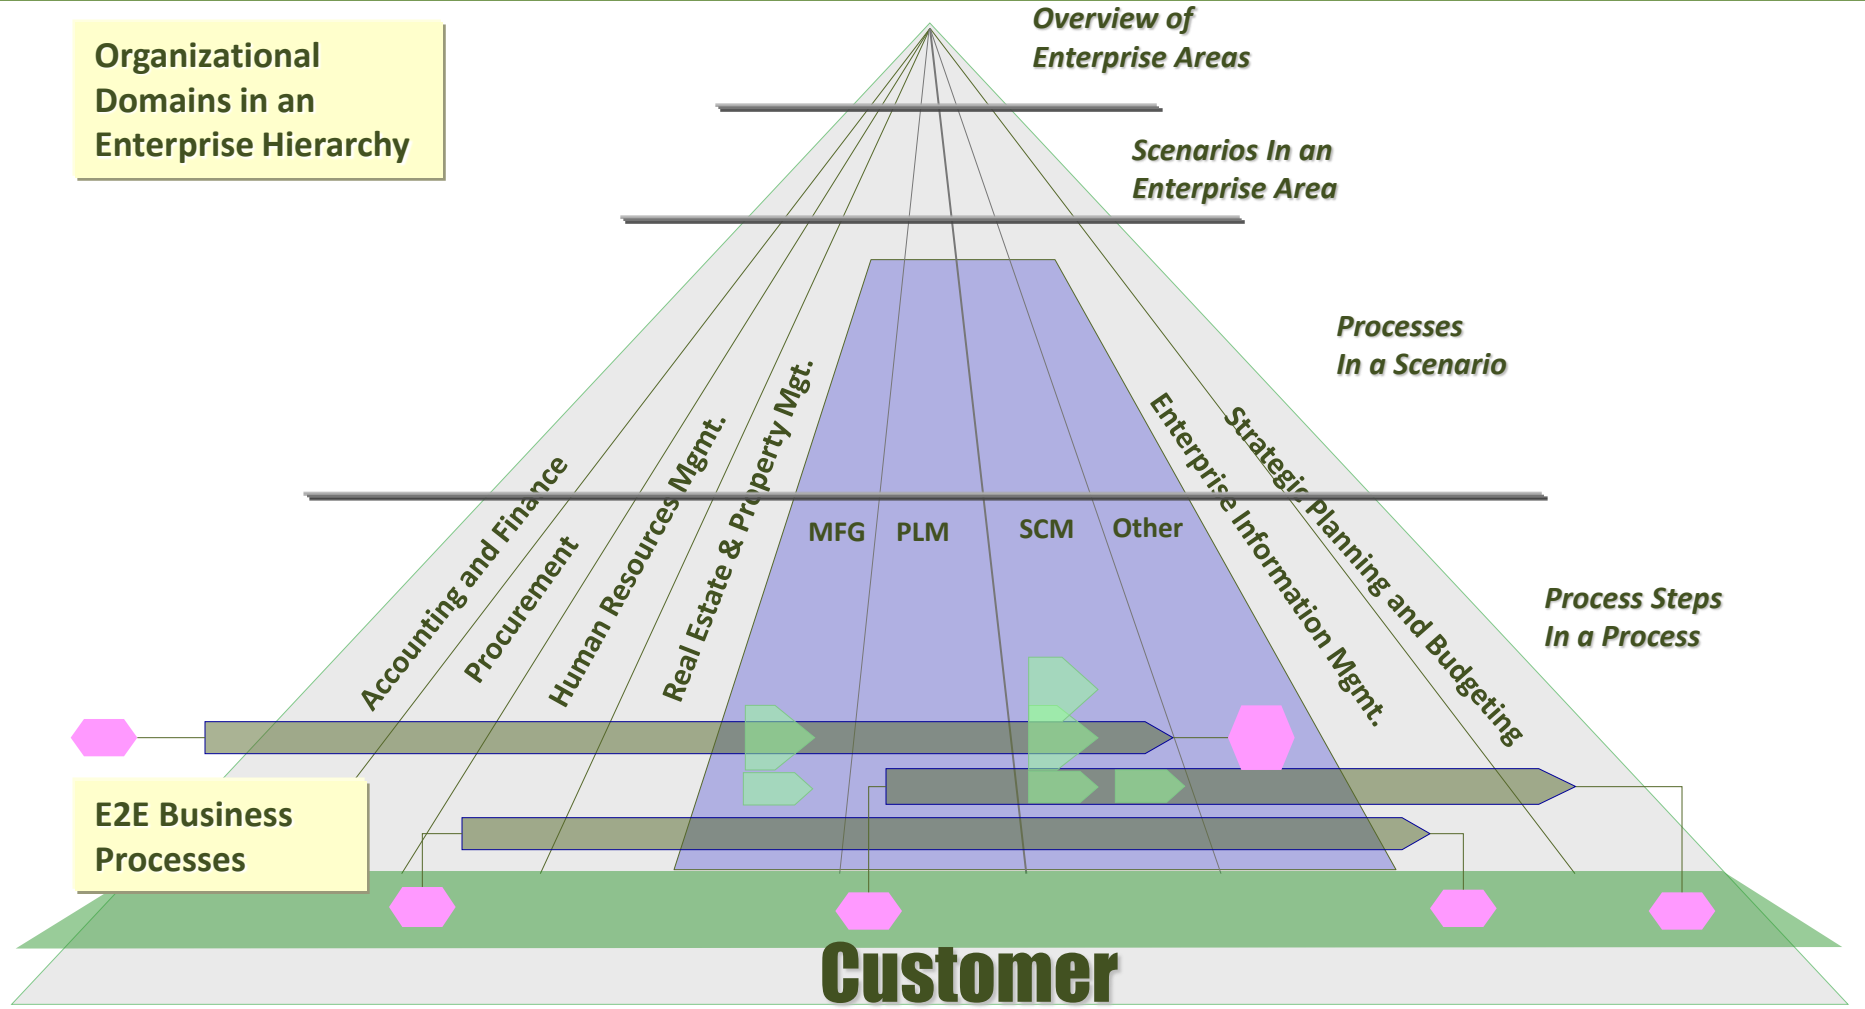 Organizational
Domains in an
Enterprise Hierarchy
Overview of
Enterprise Areas
Scenarios In an
Enterprise Area
Processes
In a Scenario
Process Steps
In a Process
Accounting and Finance
Procurement
Human Resources Mgmt.
Real Estate & Property Mgt.
MFG
PLM
SCM
Other
Enterprise Information Mgmt.
Strategic Planning and Budgeting
E2E Business
Processes
Customer